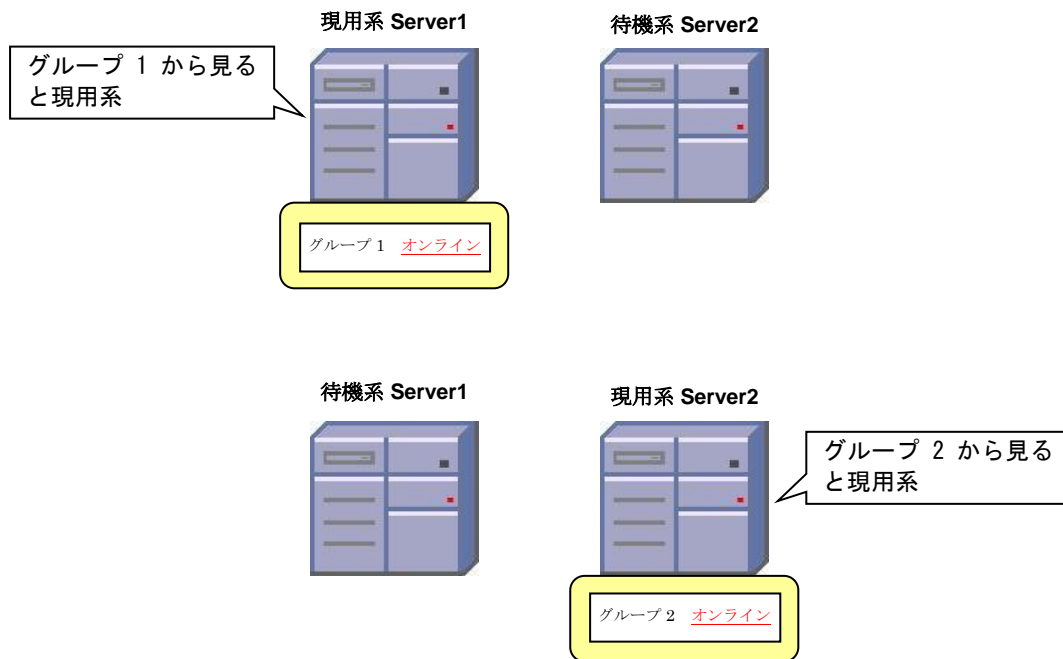 現用系 Server1
待機系 Server2
グループ 1 から見る
と現用系
グループ 1 オンライン
待機系 Server1
現用系 Server2
グループ 2 から見る
と現用系
グループ 2 オンライン